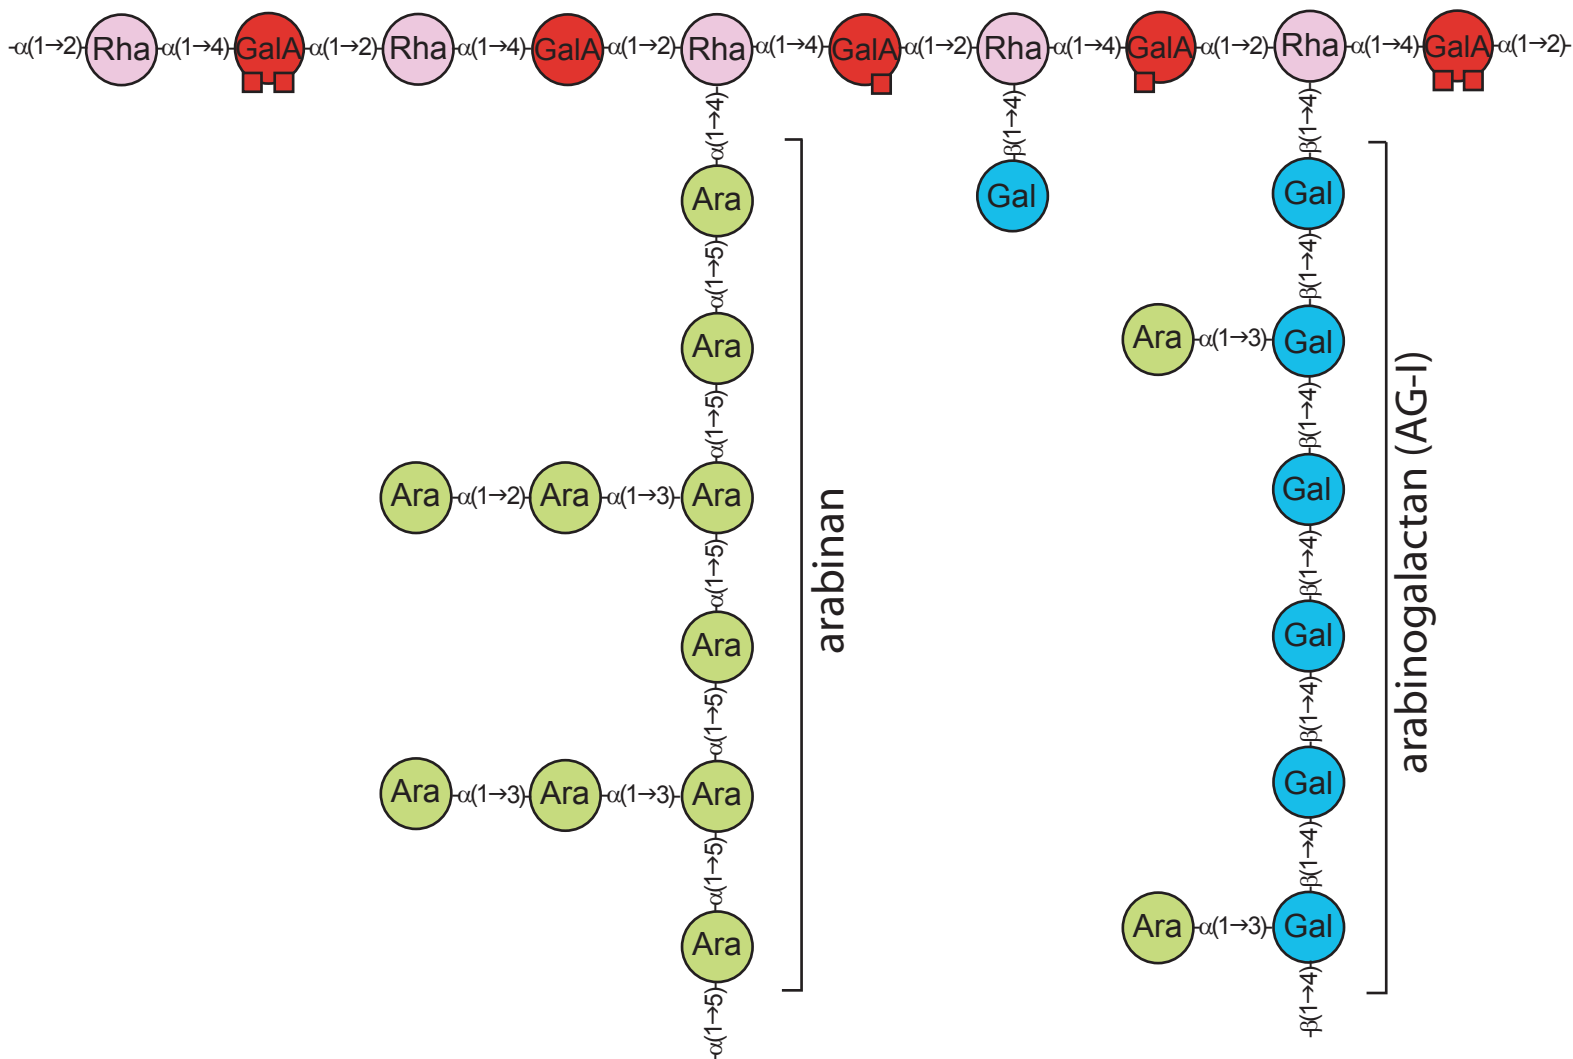 -α(1→2)-Rha-α(1→4)-GalA-α(1→2)-Rha-α(1→4)-GalA-α(1→2)-Rha-α(1→4)-GalA-α(1→2)-Rha-α(1→4)-GalA-α(1→2)-Rha-α(1→4)-GalA-α(1→2)-
α(1→4)
Ara
α(1→5)
Ara
α(1→5)
Ara-α(1→2)-Ara-α(1→3)-Ara
α(1→5)
Ara
α(1→5)
Ara-α(1→3)-Ara-α(1→3)-Ara
α(1→5)
Ara
-α(1→5)
arabinan
β(1→4)
Gal
β(1→4)
Gal
β(1→4)
Ara-α(1→3)-Gal
β(1→4)
Gal
β(1→4)
Gal
β(1→4)
Gal
β(1→4)
Ara-α(1→3)-Gal
-β(1→4)
arabinogalactan (AG-I)